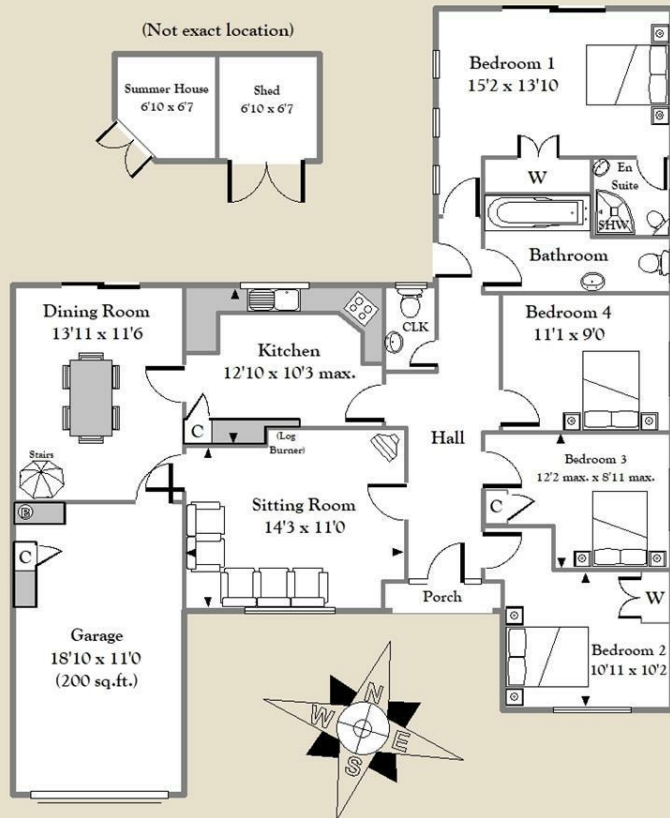 (Not exact location)
Summer House
6'10 x 6'7
Shed
6'10 x 6'7
Bedroom 1
15'2 x 13'10
W
En
Suite
SHW
Bathroom
Dining Room
13'11 x 11'6
Stairs
Kitchen
12'10 x 10'3 max.
C
CLK
Bedroom 4
11'1 x 9'0
(Log
Burner)
Hall
Sitting Room
14'3 x 11'0
Bedroom 3
12'2 max. x 8'11 max.
C
B
C
Garage
18'10 x 11'0
(200 sq.ft.)
Porch
W
Bedroom 2
10'11 x 10'2
N
W
E
S